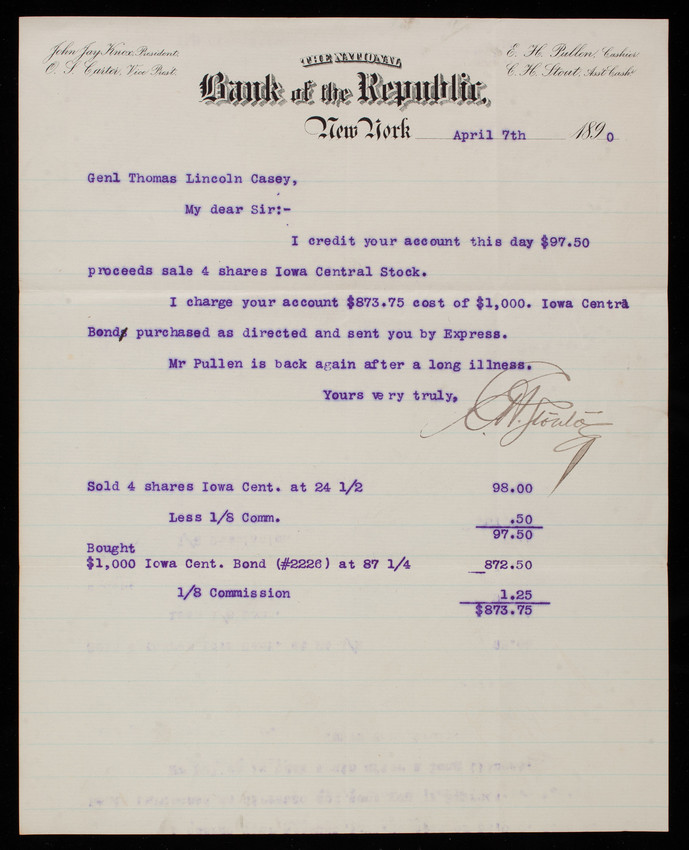 John Jay Knox, President.
O. S. Carter, Vice Prest.
E. H. Pullen, Cashier
C. H. Stout, Asst Cashr
THE NATIONAL
Bank of the Republic,
New York April 7th 1890
Genl Thomas Lincoln Casey,
My dear Sir:-
I credit your account this day $97.50
proceeds sale 4 shares Iowa Central Stock.
I charge your account $873.75 cost of $1,000. Iowa Central
Bond purchased as directed and sent you by Express.
Mr Pullen is back again after a long illness.
Yours very truly,
C. H. Stout
Sold 4 shares Iowa Cent. at 24 1/2 98.00
Less 1/8 Comm. .50
97.50
Bought
$1,000 Iowa Cent. Bond (#2226) at 87 1/4 872.50
1/8 Commission 1.25
$873.75